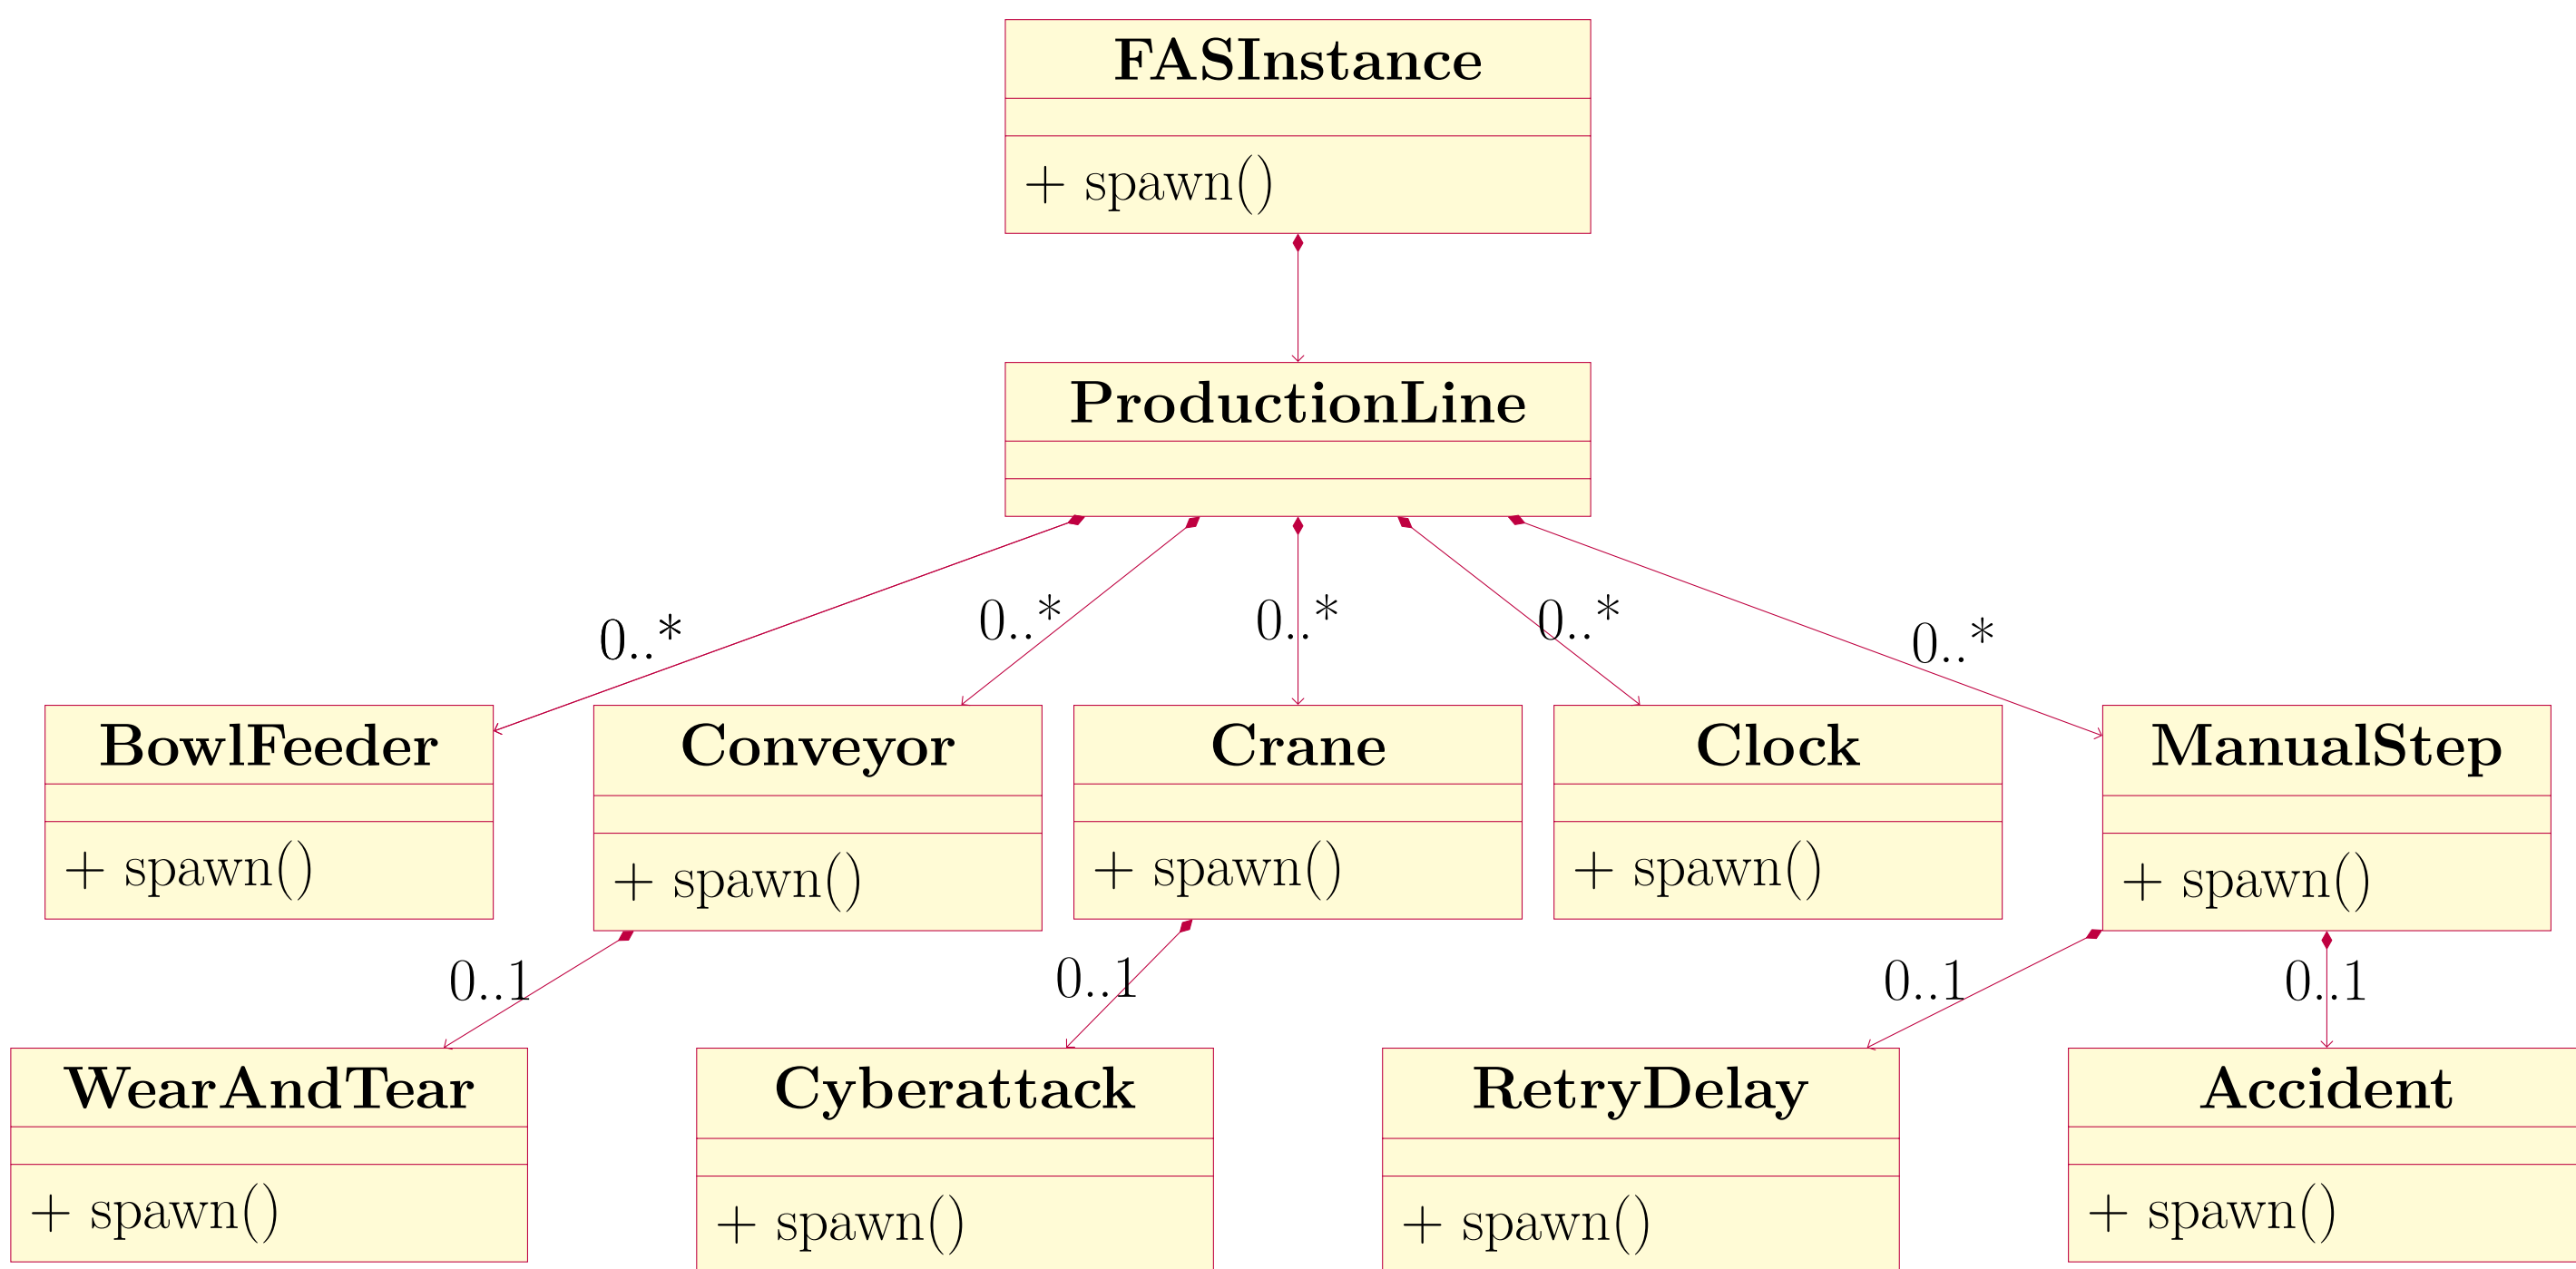 FASInstance
+ spawn()
ProductionLine
0..*
0..*
0..*
0..*
0..*
BowlFeeder
+ spawn()
Conveyor
+ spawn()
Crane
+ spawn()
Clock
+ spawn()
ManualStep
+ spawn()
0..1
0..1
0..1
0..1
WearAndTear
+ spawn()
Cyberattack
+ spawn()
RetryDelay
+ spawn()
Accident
+ spawn()